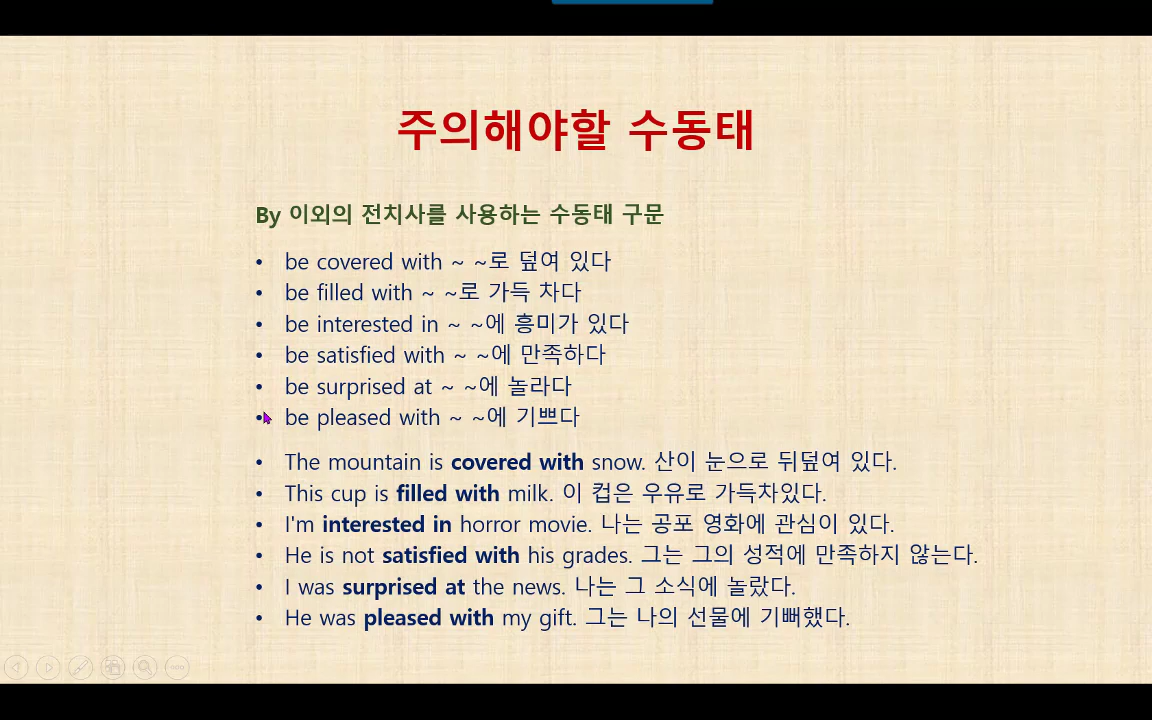 주의해야할 수동태
By 이외의 전치사를 사용하는 수동태 구문
• be covered with ~ ~로 덮여 있다
• be filled with ~ ~로 가득 차다
• be interested in ~ ~에 흥미가 있다
• be satisfied with ~ ~에 만족하다
• be surprised at ~ ~에 놀라다
• be pleased with ~ ~에 기쁘다
• The mountain is covered with snow. 산이 눈으로 뒤덮여 있다.
• This cup is filled with milk. 이 컵은 우유로 가득차있다.
• I'm interested in horror movie. 나는 공포 영화에 관심이 있다.
• He is not satisfied with his grades. 그는 그의 성적에 만족하지 않는다.
• I was surprised at the news. 나는 그 소식에 놀랐다.
• He was pleased with my gift. 그는 나의 선물에 기뻐했다.